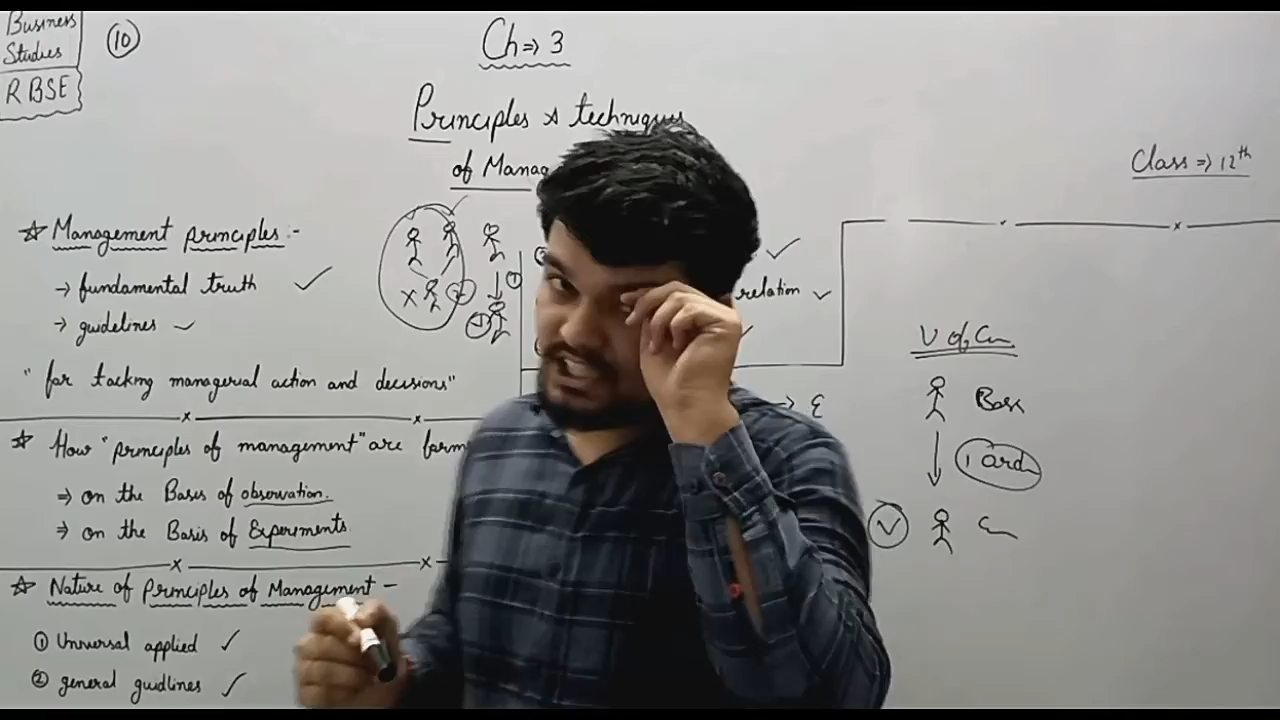 Business
Studies
RBSE
10
Ch ⇒ 3
Principles & techniques
of Manag
Class ⇒ 12th
☆ Management principles :-
→ fundamental truth ✓
→ guidelines ✓
"for tacking managerial action and decisions"
☆ How "principles of management" are form
⇒ on the Basis of observation.
⇒ on the Basis of Experiments
☆ Nature of Principles of Management -
① Universal applied ✓
② general guidlines ✓
①
relation ✓
→ E
V of Cm
Boss
V